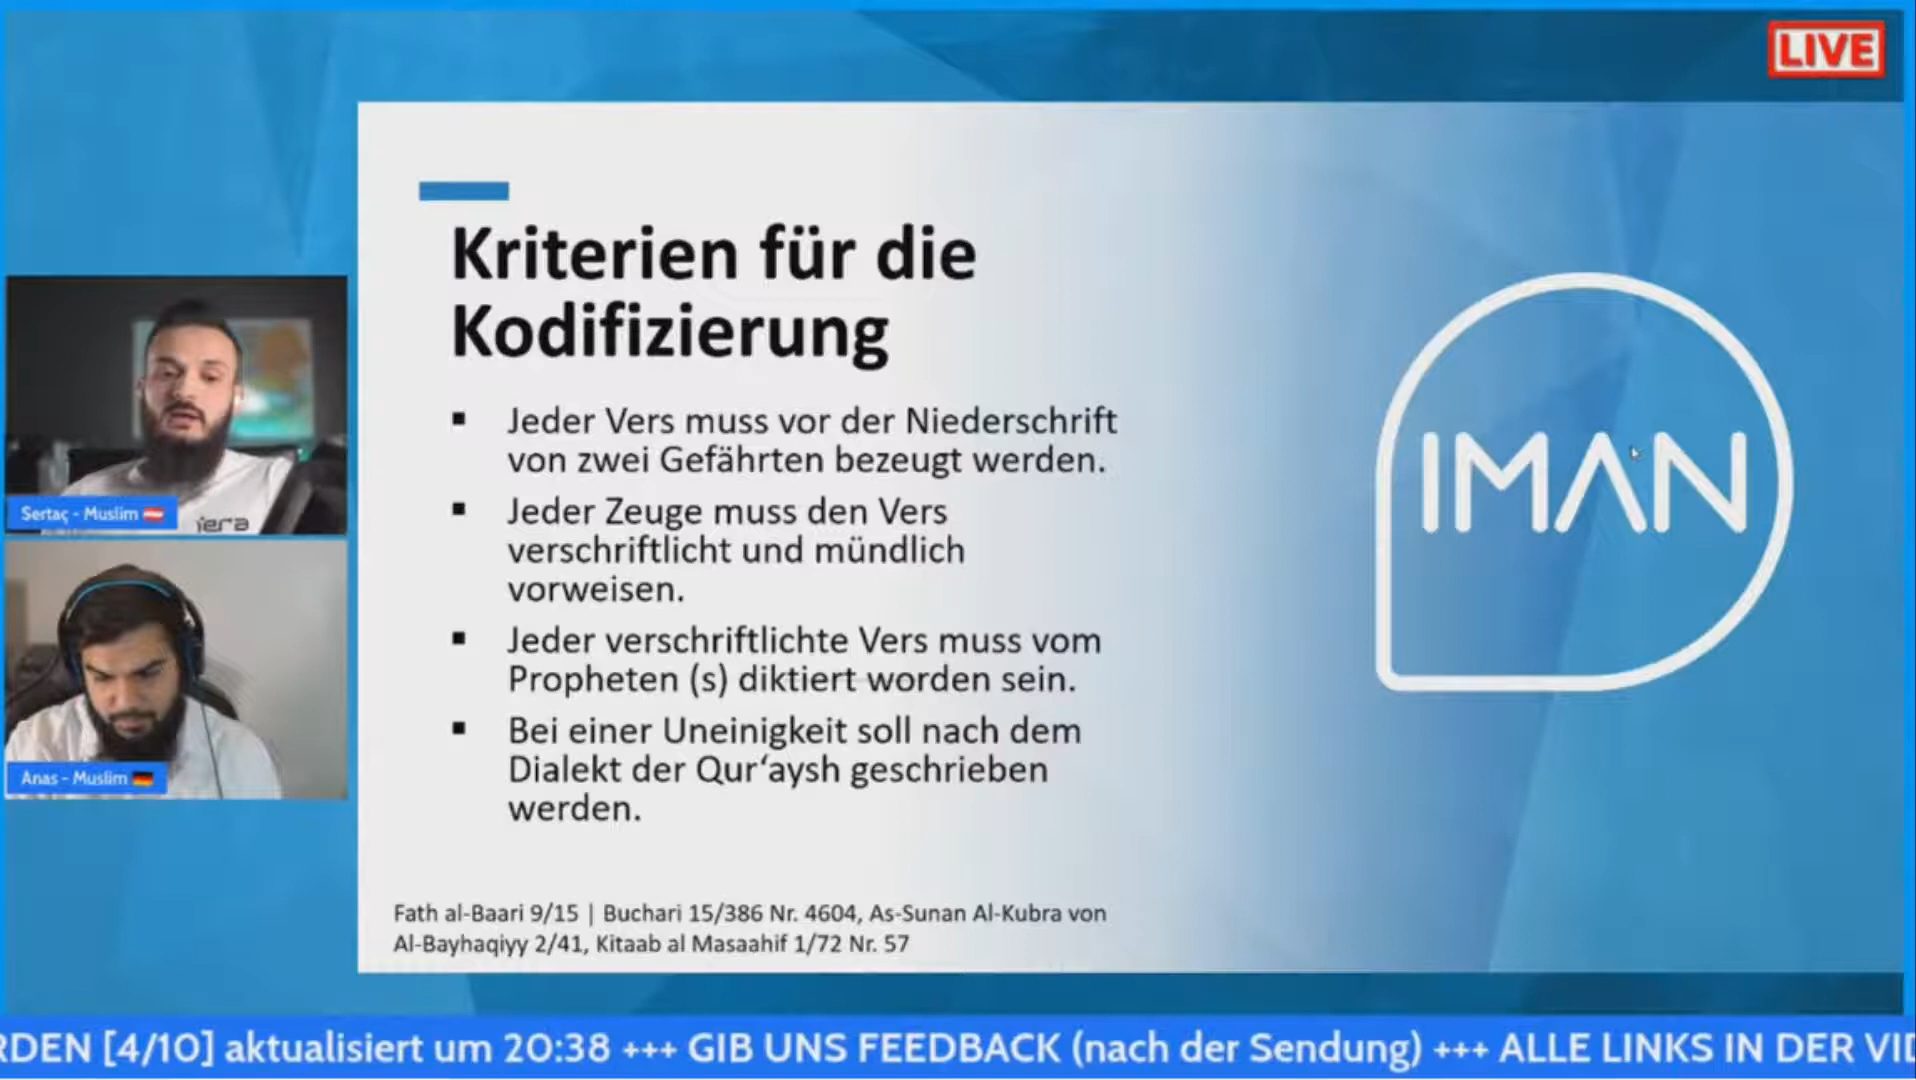 LIVE
Kriterien für die
Kodifizierung
▪ Jeder Vers muss vor der Niederschrift
von zwei Gefährten bezeugt werden.
▪ Jeder Zeuge muss den Vers
verschriftlicht und mündlich
vorweisen.
▪ Jeder verschriftlichte Vers muss vom
Propheten (s) diktiert worden sein.
▪ Bei einer Uneinigkeit soll nach dem
Dialekt der Qur‘aysh geschrieben
werden.
Fath al-Baari 9/15 | Buchari 15/386 Nr. 4604, As-Sunan Al-Kubra von
Al-Bayhaqiyy 2/41, Kitaab al Masaahif 1/72 Nr. 57
IMAN
Sertaç - Muslim
iera
Anas - Muslim
RDEN [4/10] aktualisiert um 20:38 +++ GIB UNS FEEDBACK (nach der Sendung) +++ ALLE LINKS IN DER VID